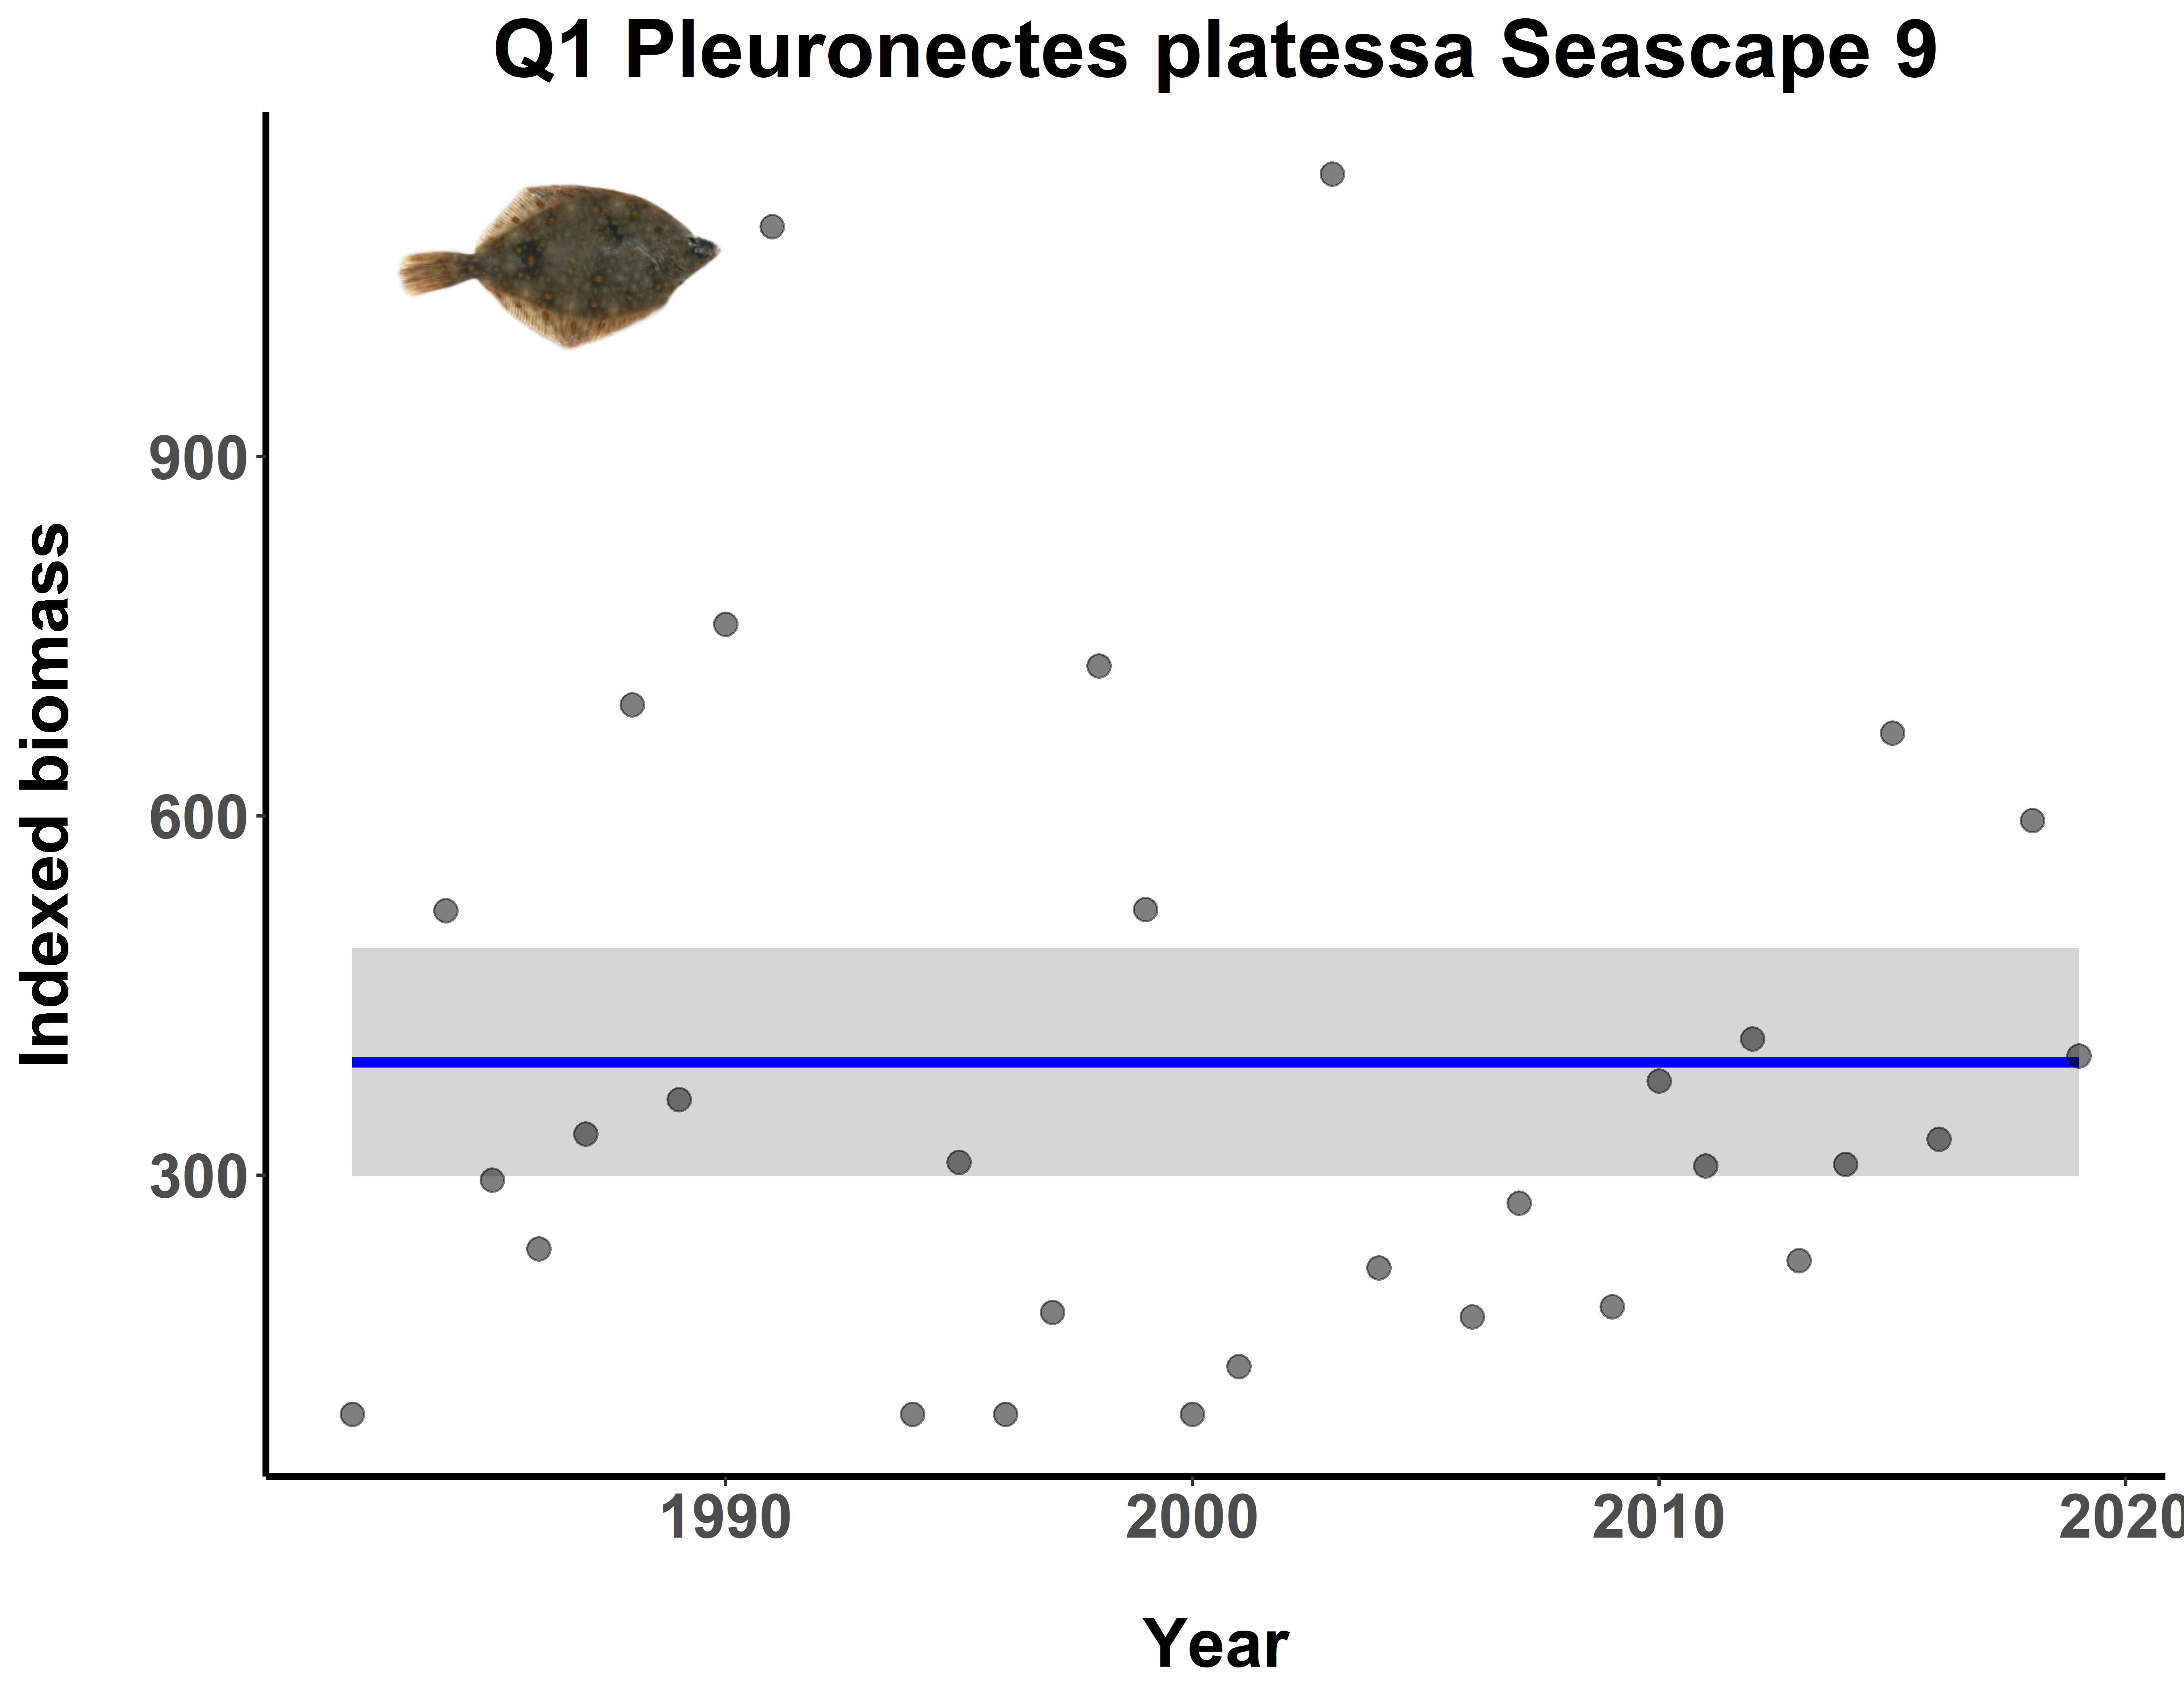 Q1 Pleuronectes platessa Seascape 9
Indexed biomass
900
600
300
1990 2000 2010 2020
Year